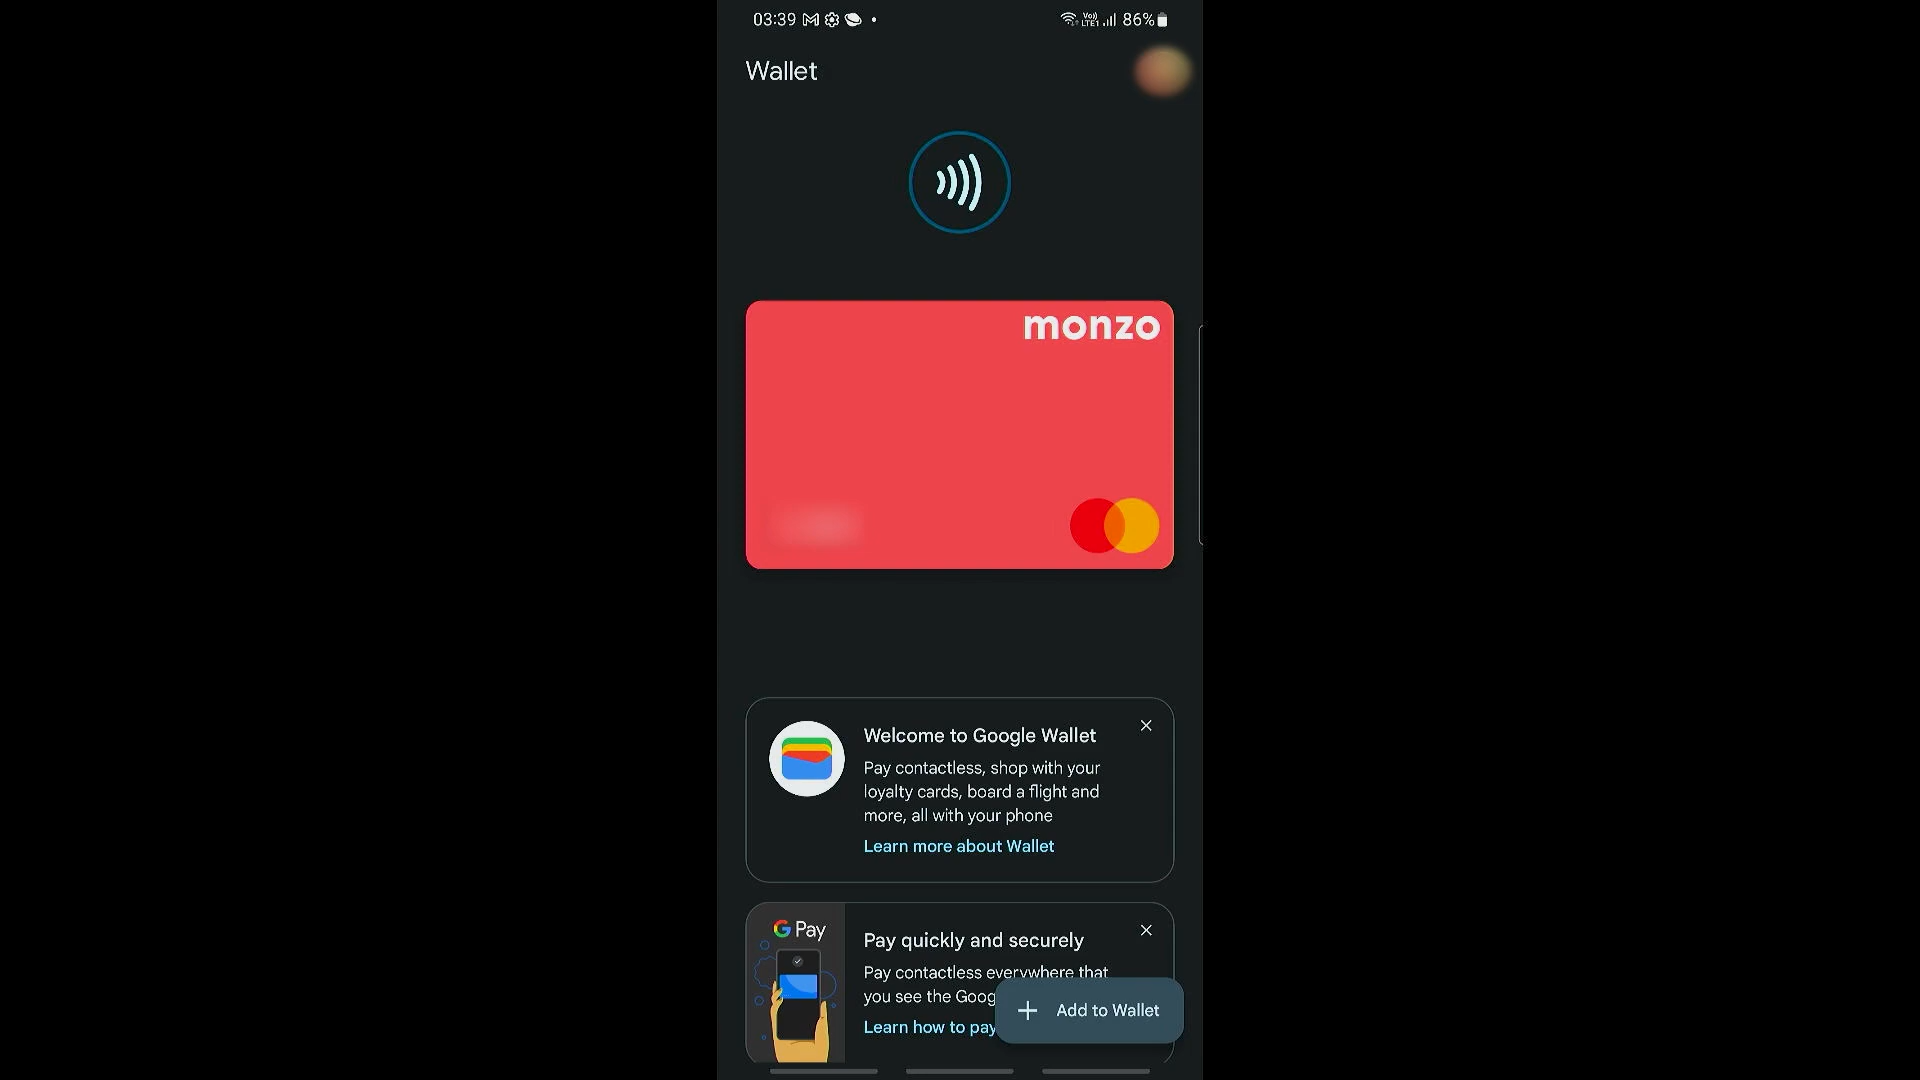 03:39
Vo)) LTE1 86%
Wallet
monzo
Welcome to Google Wallet
Pay contactless, shop with your
loyalty cards, board a flight and
more, all with your phone
Learn more about Wallet
G Pay
Pay quickly and securely
Pay contactless everywhere that
you see the Goog
Learn how to pay
Add to Wallet